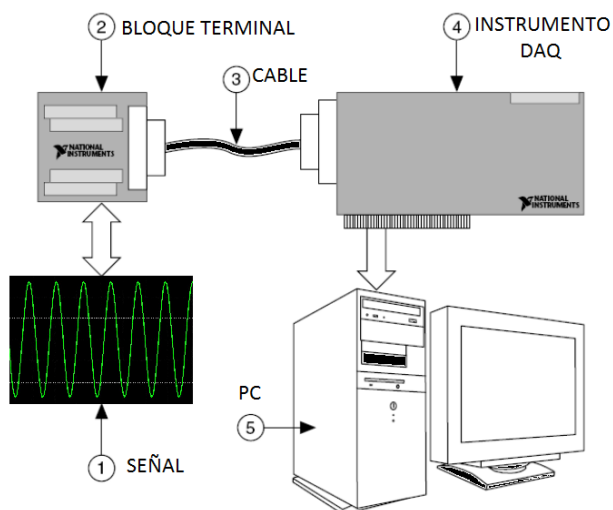 2 BLOQUE TERMINAL
4 INSTRUMENTO
DAQ
3 CABLE
NATIONAL
INSTRUMENTS
NATIONAL
INSTRUMENTS
PC
5
1 SEÑAL